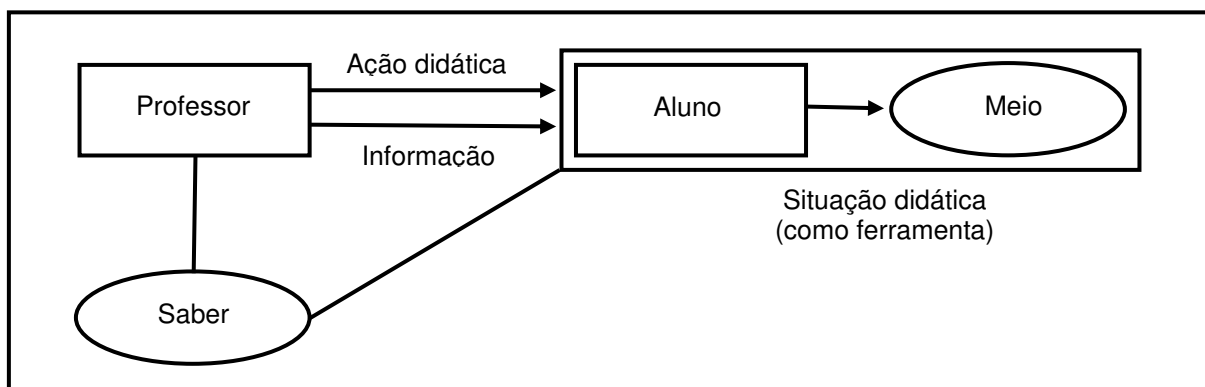 Ação didática
Professor
Aluno
Meio
Informação
Situação didática
(como ferramenta)
Saber